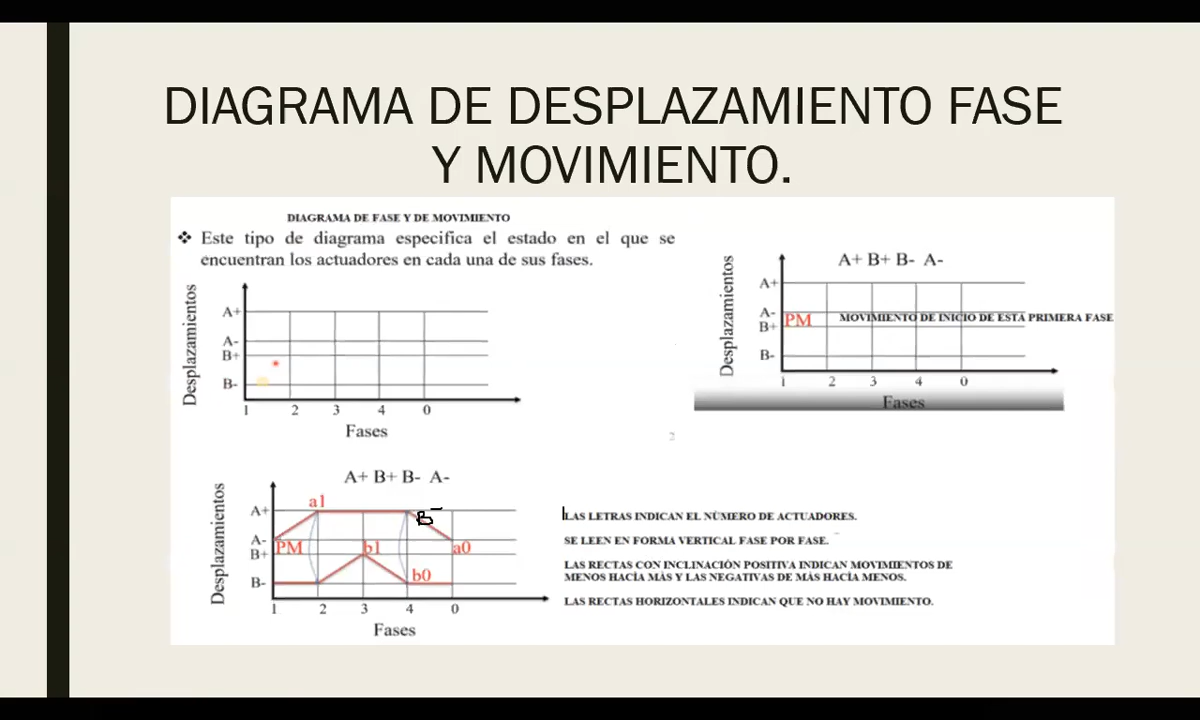 DIAGRAMA DE DESPLAZAMIENTO FASE
Y MOVIMIENTO.
DIAGRAMA DE FASE Y DE MOVIMIENTO
❖ Este tipo de diagrama especifica el estado en el que se
encuentran los actuadores en cada una de sus fases.
Desplazamientos
A+
A-
B+
B-
1 2 3 4 0
Fases
A+ B+ B- A-
Desplazamientos
A+
A-
B+
B-
PM
MOVIMIENTO DE INICIO DE ESTA PRIMERA FASE
1 2 3 4 0
Fases
A+ B+ B- A-
Desplazamientos
A+
A-
B+
B-
a1
B-
PM
b1
a0
b0
1 2 3 4 0
Fases
LAS LETRAS INDICAN EL NÚMERO DE ACTUADORES.
SE LEEN EN FORMA VERTICAL FASE POR FASE.
LAS RECTAS CON INCLINACIÓN POSITIVA INDICAN MOVIMIENTOS DE
MENOS HACÍA MÁS Y LAS NEGATIVAS DE MÁS HACÍA MENOS.
LAS RECTAS HORIZONTALES INDICAN QUE NO HAY MOVIMIENTO.